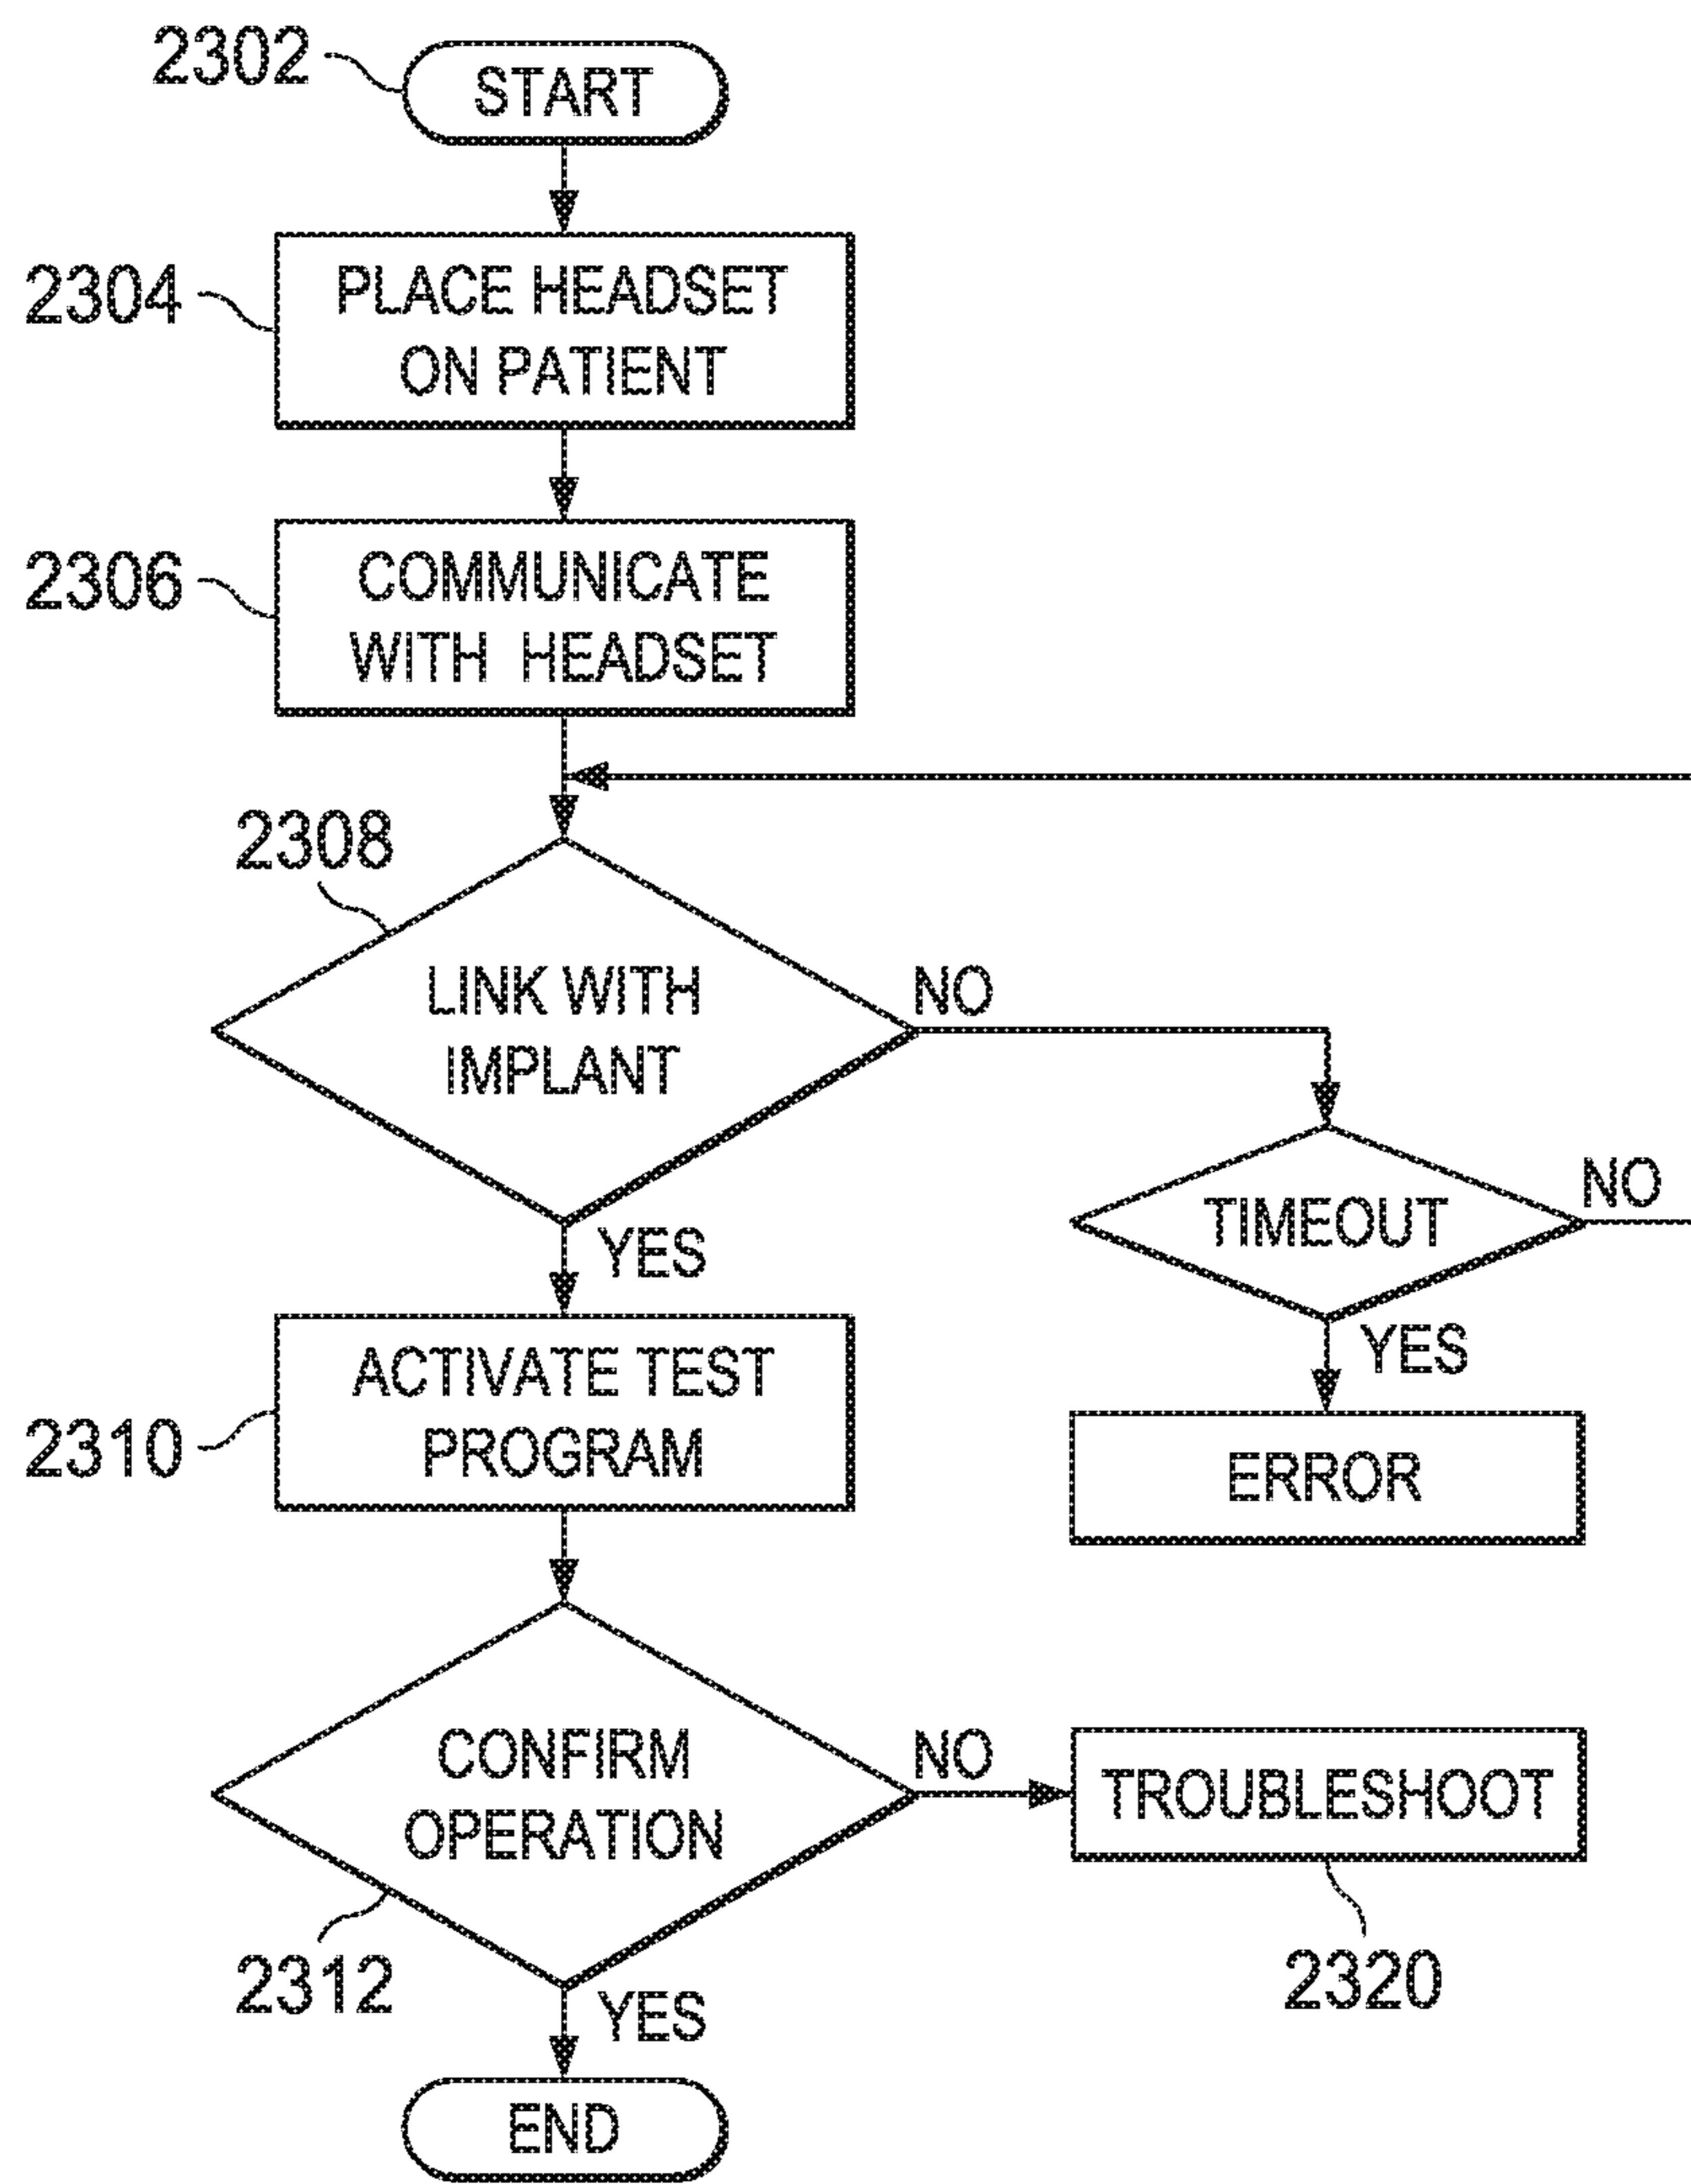 2302
START
2304
PLACE HEADSET
ON PATIENT
2306
COMMUNICATE
WITH HEADSET
2308
LINK WITH
IMPLANT
NO
TIMEOUT
NO
YES
YES
ERROR
2310
ACTIVATE TEST
PROGRAM
CONFIRM
OPERATION
NO
TROUBLESHOOT
2312
2320
YES
END